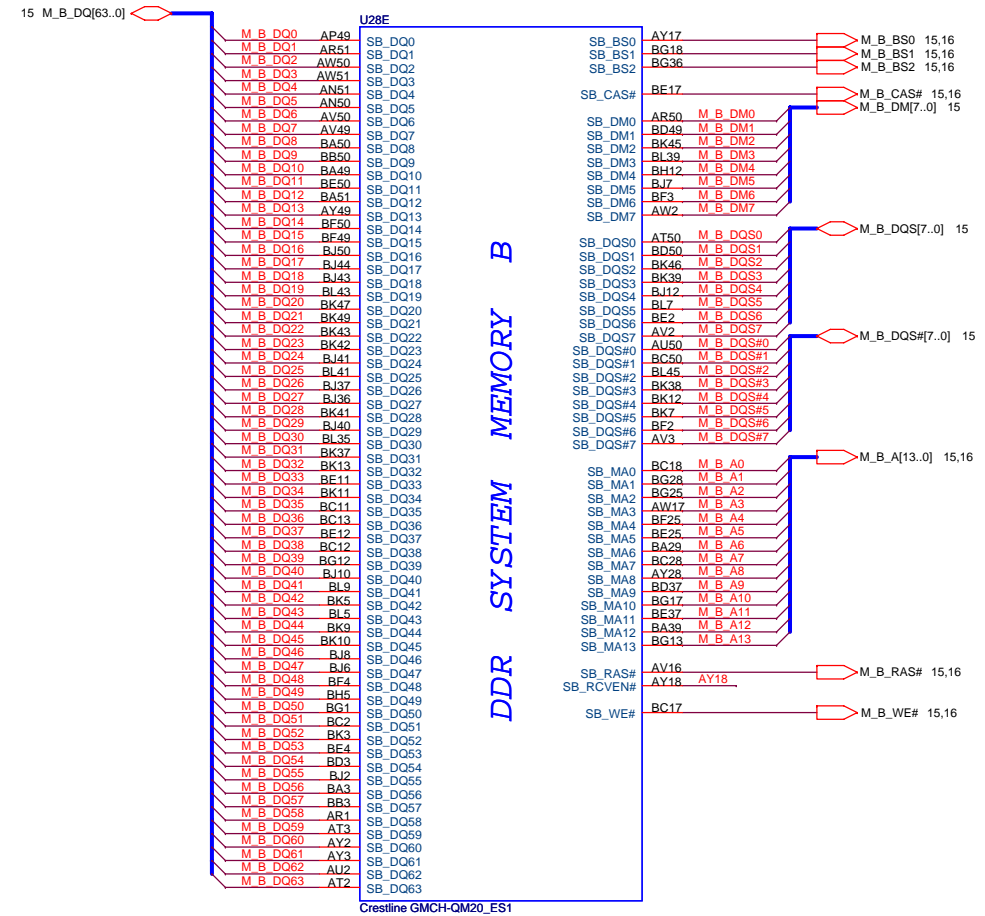 15 M_B_DQ[63..0]
U28E
M_B_DQ0 AP49 SB_DQ0
M_B_DQ1 AR51 SB_DQ1
M_B_DQ2 AW50 SB_DQ2
M_B_DQ3 AW51 SB_DQ3
M_B_DQ4 AN51 SB_DQ4
M_B_DQ5 AN50 SB_DQ5
M_B_DQ6 AV50 SB_DQ6
M_B_DQ7 AV49 SB_DQ7
M_B_DQ8 BA50 SB_DQ8
M_B_DQ9 BB50 SB_DQ9
M_B_DQ10 BA49 SB_DQ10
M_B_DQ11 BE50 SB_DQ11
M_B_DQ12 BA51 SB_DQ12
M_B_DQ13 AY49 SB_DQ13
M_B_DQ14 BF50 SB_DQ14
M_B_DQ15 BF49 SB_DQ15
M_B_DQ16 BJ50 SB_DQ16
M_B_DQ17 BJ44 SB_DQ17
M_B_DQ18 BJ43 SB_DQ18
M_B_DQ19 BL43 SB_DQ19
M_B_DQ20 BK47 SB_DQ20
M_B_DQ21 BK49 SB_DQ21
M_B_DQ22 BK43 SB_DQ22
M_B_DQ23 BK42 SB_DQ23
M_B_DQ24 BJ41 SB_DQ24
M_B_DQ25 BL41 SB_DQ25
M_B_DQ26 BJ37 SB_DQ26
M_B_DQ27 BJ36 SB_DQ27
M_B_DQ28 BK41 SB_DQ28
M_B_DQ29 BJ40 SB_DQ29
M_B_DQ30 BL35 SB_DQ30
M_B_DQ31 BK37 SB_DQ31
M_B_DQ32 BK13 SB_DQ32
M_B_DQ33 BE11 SB_DQ33
M_B_DQ34 BK11 SB_DQ34
M_B_DQ35 BC11 SB_DQ35
M_B_DQ36 BC13 SB_DQ36
M_B_DQ37 BE12 SB_DQ37
M_B_DQ38 BC12 SB_DQ38
M_B_DQ39 BG12 SB_DQ39
M_B_DQ40 BJ10 SB_DQ40
M_B_DQ41 BL9 SB_DQ41
M_B_DQ42 BK5 SB_DQ42
M_B_DQ43 BL5 SB_DQ43
M_B_DQ44 BK9 SB_DQ44
M_B_DQ45 BK10 SB_DQ45
M_B_DQ46 BJ8 SB_DQ46
M_B_DQ47 BJ6 SB_DQ47
M_B_DQ48 BF4 SB_DQ48
M_B_DQ49 BH5 SB_DQ49
M_B_DQ50 BG1 SB_DQ50
M_B_DQ51 BC2 SB_DQ51
M_B_DQ52 BK3 SB_DQ52
M_B_DQ53 BE4 SB_DQ53
M_B_DQ54 BD3 SB_DQ54
M_B_DQ55 BJ2 SB_DQ55
M_B_DQ56 BA3 SB_DQ56
M_B_DQ57 BB3 SB_DQ57
M_B_DQ58 AR1 SB_DQ58
M_B_DQ59 AT3 SB_DQ59
M_B_DQ60 AY2 SB_DQ60
M_B_DQ61 AY3 SB_DQ61
M_B_DQ62 AU2 SB_DQ62
M_B_DQ63 AT2 SB_DQ63
DDR SYSTEM MEMORY B
SB_BS0 AY17 M_B_BS0 15,16
SB_BS1 BG18 M_B_BS1 15,16
SB_BS2 BG36 M_B_BS2 15,16
SB_CAS# BE17 M_B_CAS# 15,16
M_B_DM[7..0] 15
SB_DM0 AR50 M_B_DM0
SB_DM1 BD49 M_B_DM1
SB_DM2 BK45 M_B_DM2
SB_DM3 BL39 M_B_DM3
SB_DM4 BH12 M_B_DM4
SB_DM5 BJ7 M_B_DM5
SB_DM6 BF3 M_B_DM6
SB_DM7 AW2 M_B_DM7
M_B_DQS[7..0] 15
SB_DQS0 AT50 M_B_DQS0
SB_DQS1 BD50 M_B_DQS1
SB_DQS2 BK46 M_B_DQS2
SB_DQS3 BK39 M_B_DQS3
SB_DQS4 BJ12 M_B_DQS4
SB_DQS5 BL7 M_B_DQS5
SB_DQS6 BE2 M_B_DQS6
SB_DQS7 AV2 M_B_DQS7
M_B_DQS#[7..0] 15
SB_DQS#0 AU50 M_B_DQS#0
SB_DQS#1 BC50 M_B_DQS#1
SB_DQS#2 BL45 M_B_DQS#2
SB_DQS#3 BK38 M_B_DQS#3
SB_DQS#4 BK12 M_B_DQS#4
SB_DQS#5 BK7 M_B_DQS#5
SB_DQS#6 BF2 M_B_DQS#6
SB_DQS#7 AV3 M_B_DQS#7
M_B_A[13..0] 15,16
SB_MA0 BC18 M_B_A0
SB_MA1 BG28 M_B_A1
SB_MA2 BG25 M_B_A2
SB_MA3 AW17 M_B_A3
SB_MA4 BF25 M_B_A4
SB_MA5 BE25 M_B_A5
SB_MA6 BA29 M_B_A6
SB_MA7 BC28 M_B_A7
SB_MA8 AY28 M_B_A8
SB_MA9 BD37 M_B_A9
SB_MA10 BG17 M_B_A10
SB_MA11 BE37 M_B_A11
SB_MA12 BA39 M_B_A12
SB_MA13 BG13 M_B_A13
SB_RAS# AV16 M_B_RAS# 15,16
SB_RCVEN# AY18 AY18
SB_WE# BC17 M_B_WE# 15,16
Crestline GMCH-QM20_ES1